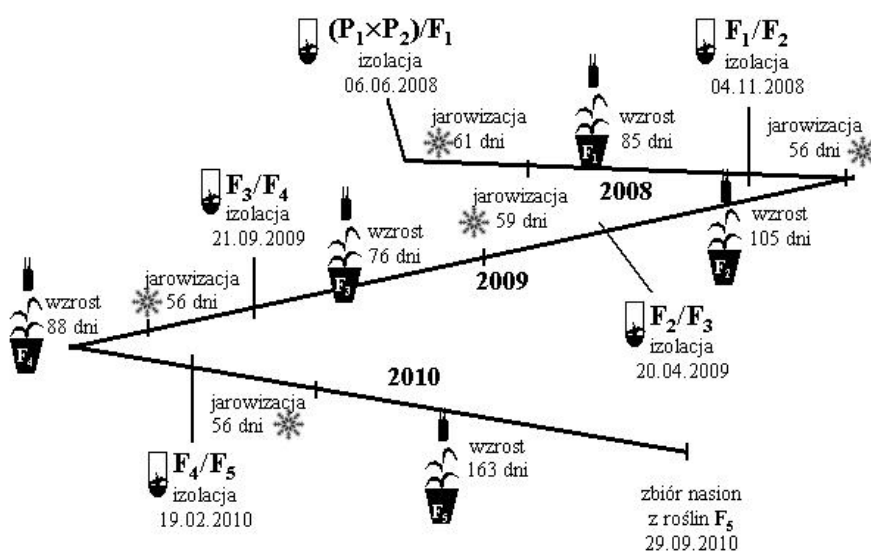 (P₁×P₂)/F₁
izolacja
06.06.2008
F₁/F₂
izolacja
04.11.2008
jarowizacja
61 dni
F₁
wzrost
85 dni
jarowizacja
56 dni
2008
F₃/F₄
izolacja
21.09.2009
jarowizacja
59 dni
wzrost
76 dni
F₃
wzrost
105 dni
F₂
2009
jarowizacja
56 dni
wzrost
88 dni
F₄
F₂/F₃
izolacja
20.04.2009
2010
jarowizacja
56 dni
F₄/F₅
izolacja
19.02.2010
wzrost
163 dni
F₅
zbiór nasion
z roślin F₅
29.09.2010